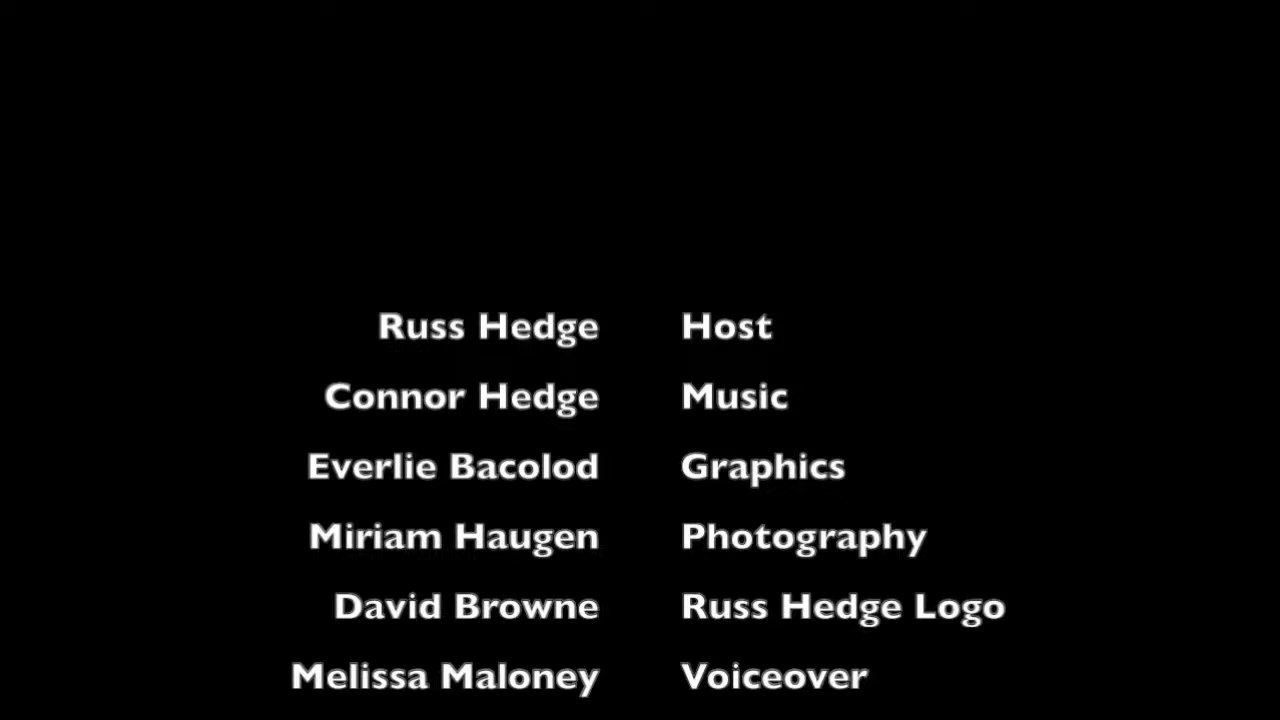 Russ Hedge Host
Connor Hedge Music
Everlie Bacolod Graphics
Miriam Haugen Photography
David Browne Russ Hedge Logo
Melissa Maloney Voiceover